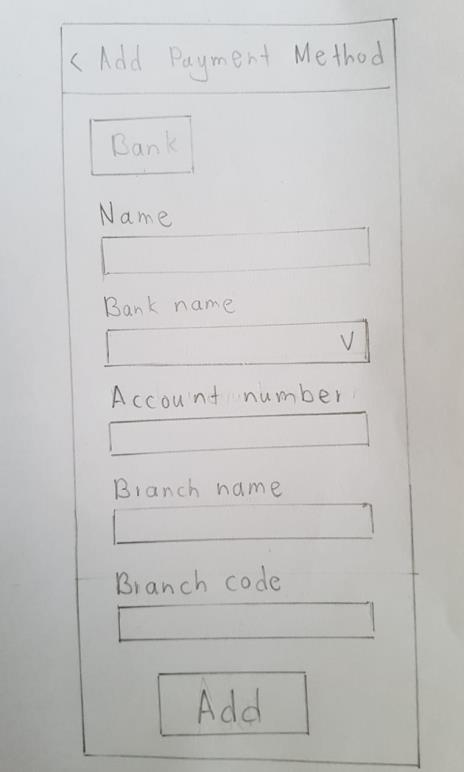 < Add Payment Method
Bank
Name
Bank name
V
Account number
Branch name
Branch code
Add